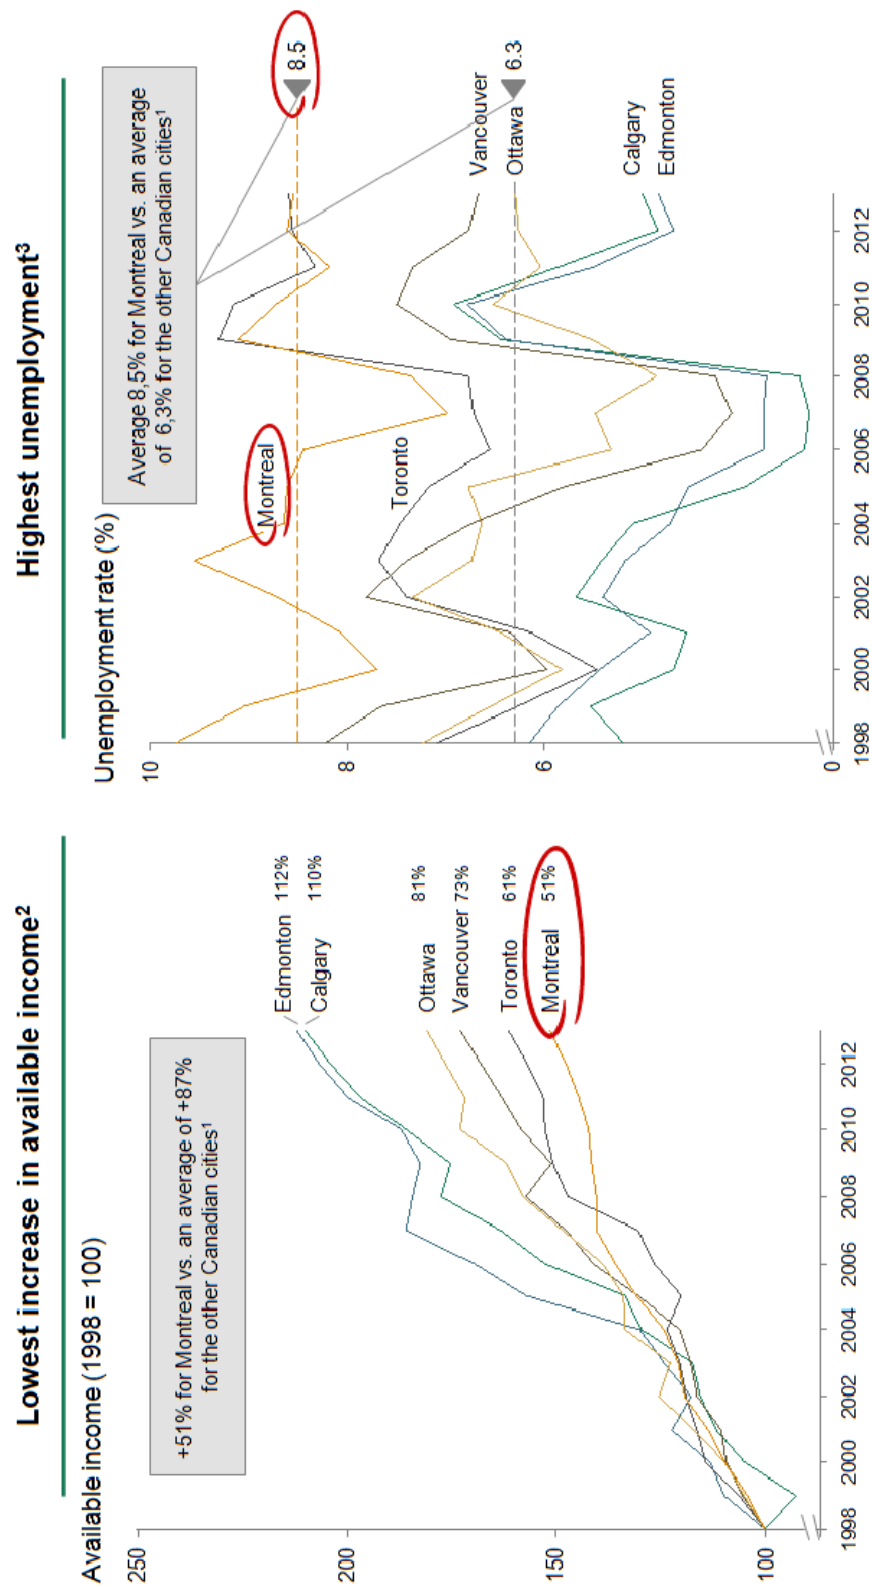 Lowest increase in available income²
Available income (1998 = 100)
+51% for Montreal vs. an average of +87%
for the other Canadian cities¹
250
200
150
100
1998
2000
2002
2004
2006
2008
2010
2012
Edmonton 112%
Calgary 110%
Ottawa 81%
Vancouver 73%
Toronto 61%
Montreal 51%
Highest unemployment³
Unemployment rate (%)
Average 8,5% for Montreal vs. an average
of 6,3% for the other Canadian cities¹
10
8
6
0
1998
2000
2002
2004
2006
2008
2010
2012
Montreal
Toronto
8.5
Vancouver
Ottawa
6.3
Calgary
Edmonton